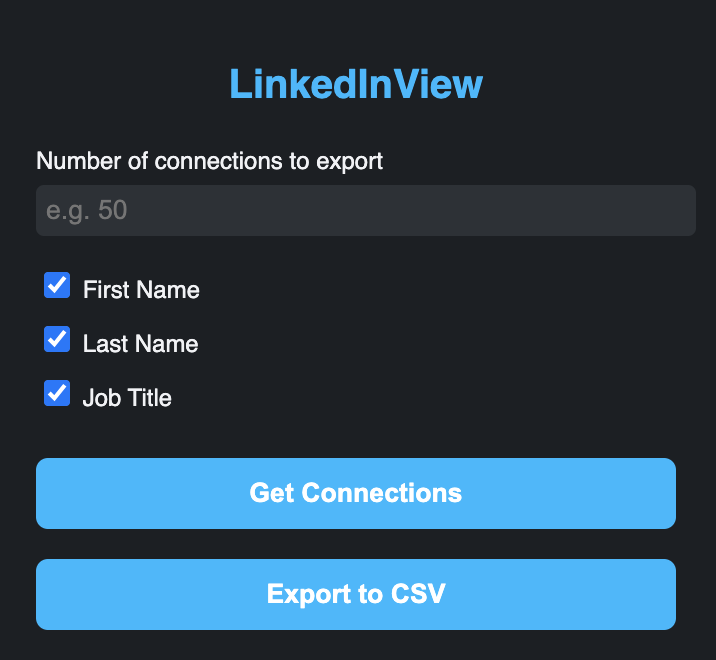 LinkedInView
Number of connections to export
e.g. 50
First Name
Last Name
Job Title
Get Connections
Export to CSV